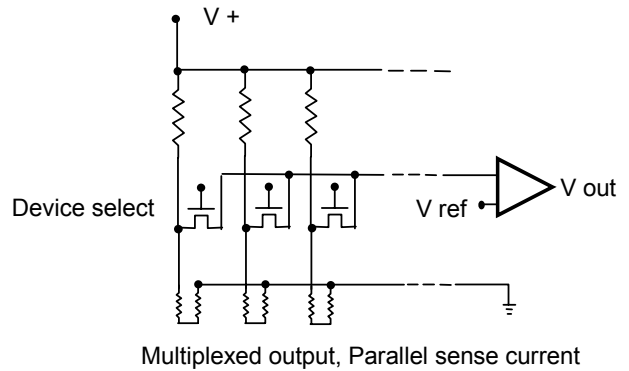 V +
Device select
V ref
V out
Multiplexed output, Parallel sense current